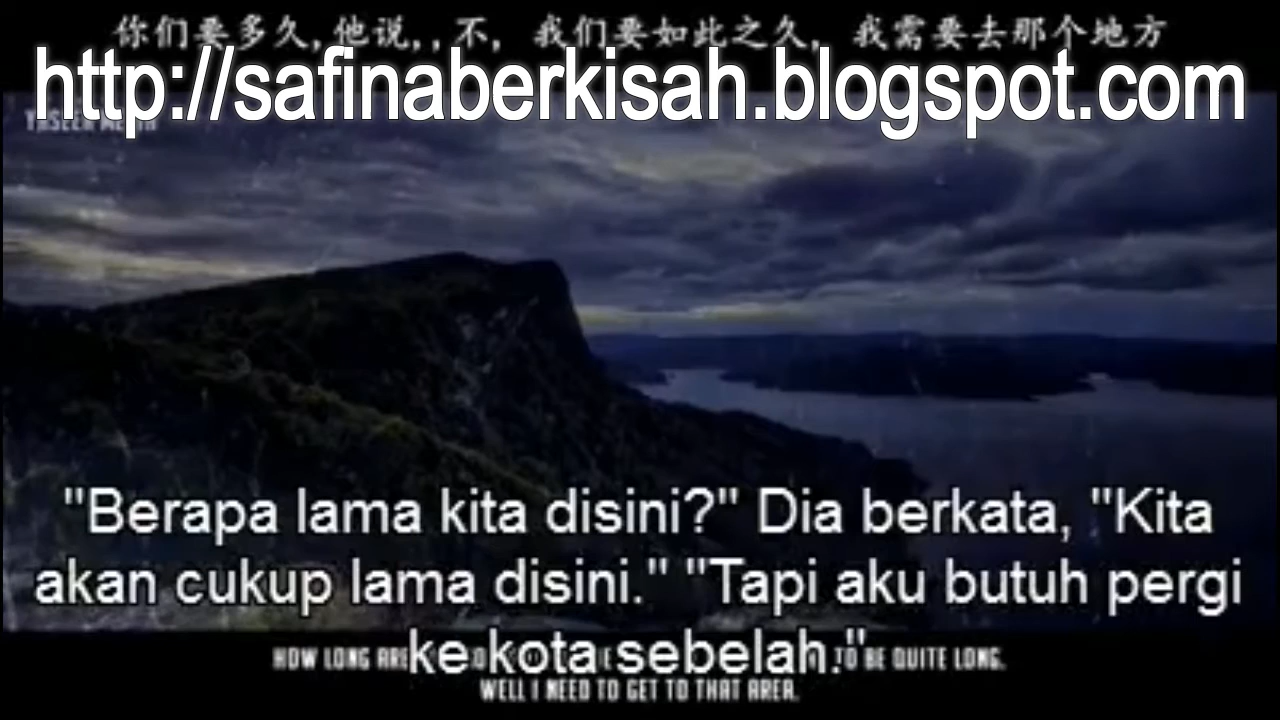 你们要多久,他说,,不, 我们要如此之久, 我需要去那个地方
http://safinaberkisah.blogspot.com
"Berapa lama kita disini?" Dia berkata, "Kita
akan cukup lama disini." "Tapi aku butuh pergi
ke kota sebelah."
HOW LONG TO BE QUITE LONG.
WELL I NEED TO GET TO THAT AREA.